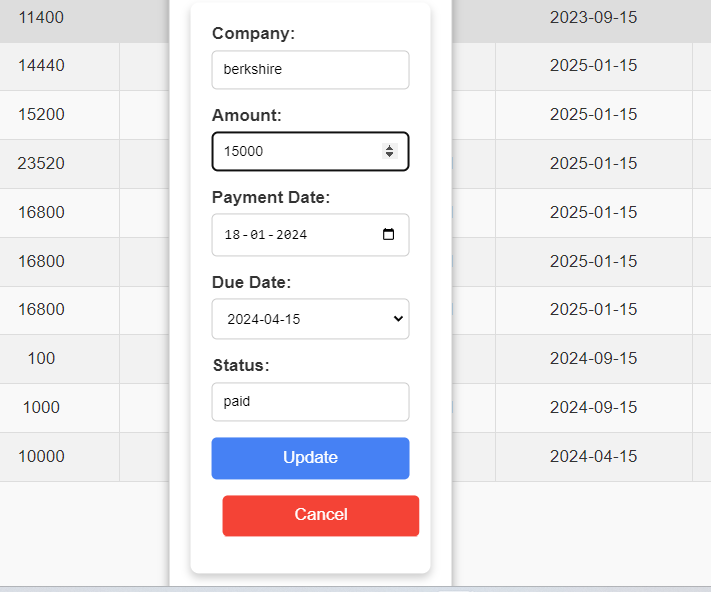 11400 2023-09-15
Company:
14440 berkshire 2025-01-15
15200 Amount: 2025-01-15
23520 15000 2025-01-15
Payment Date:
16800 2025-01-15
18-01-2024
16800 2025-01-15
Due Date:
16800 2024-04-15 2025-01-15
100 Status: 2024-09-15
1000 paid 2024-09-15
10000 Update 2024-04-15
Cancel